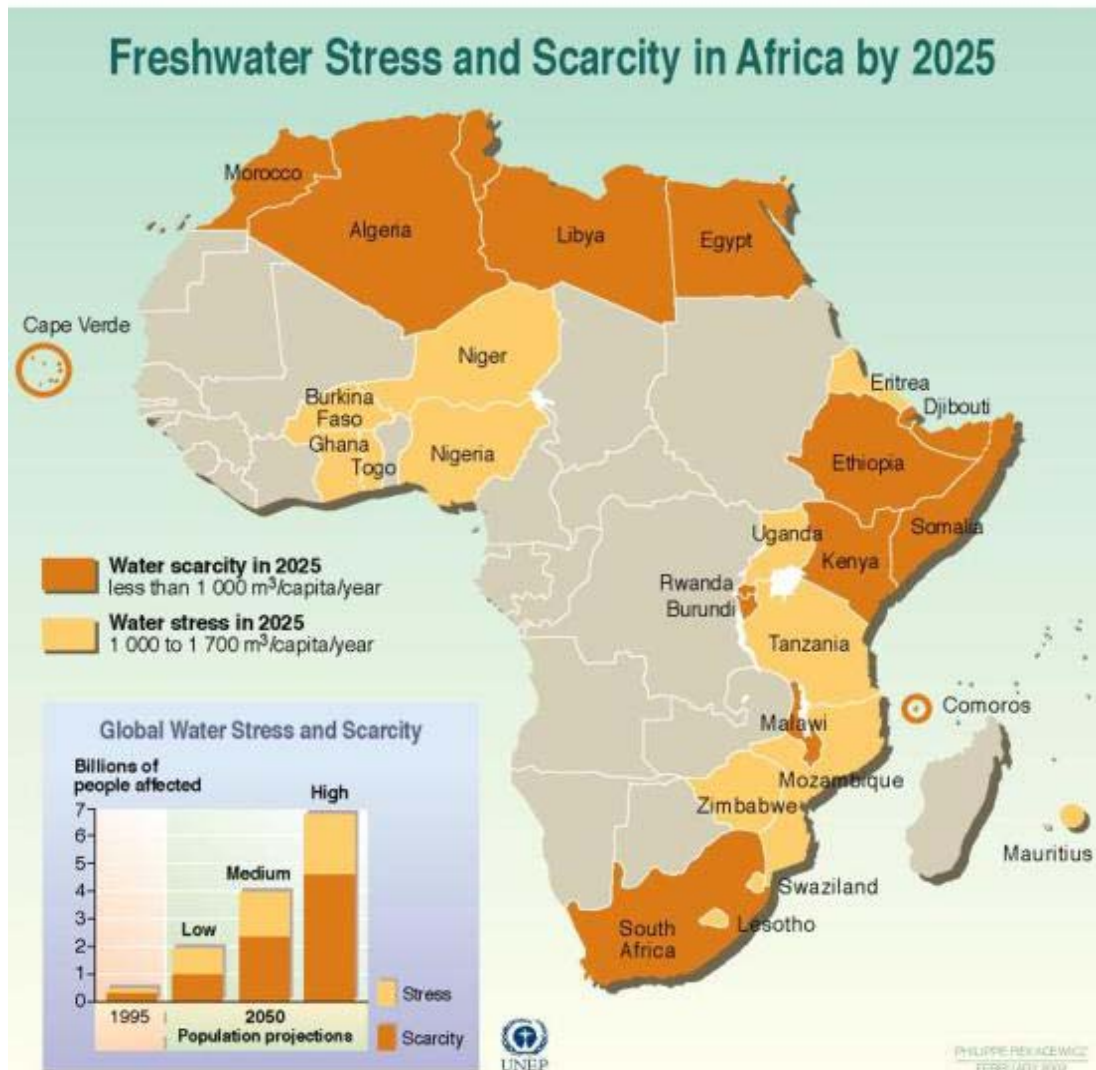 Freshwater Stress and Scarcity in Africa by 2025
Morocco
Algeria
Libya
Egypt
Cape Verde
Niger
Burkina
Faso
Ghana
Togo
Nigeria
Eritrea
Djibouti
Ethiopia
Somalia
Uganda
Kenya
Rwanda
Burundi
Tanzania
Comoros
Malawi
Mozambique
Zimbabwe
Mauritius
Swaziland
Lesotho
South
Africa
Water scarcity in 2025
less than 1 000 m³/capita/year
Water stress in 2025
1 000 to 1 700 m³/capita/year
Global Water Stress and Scarcity
Billions of
people affected
7
6
5
4
3
2
1
0
Low
Medium
High
1995
2050
Population projections
Stress
Scarcity
UNEP
PHILIPPE REKACEWICZ